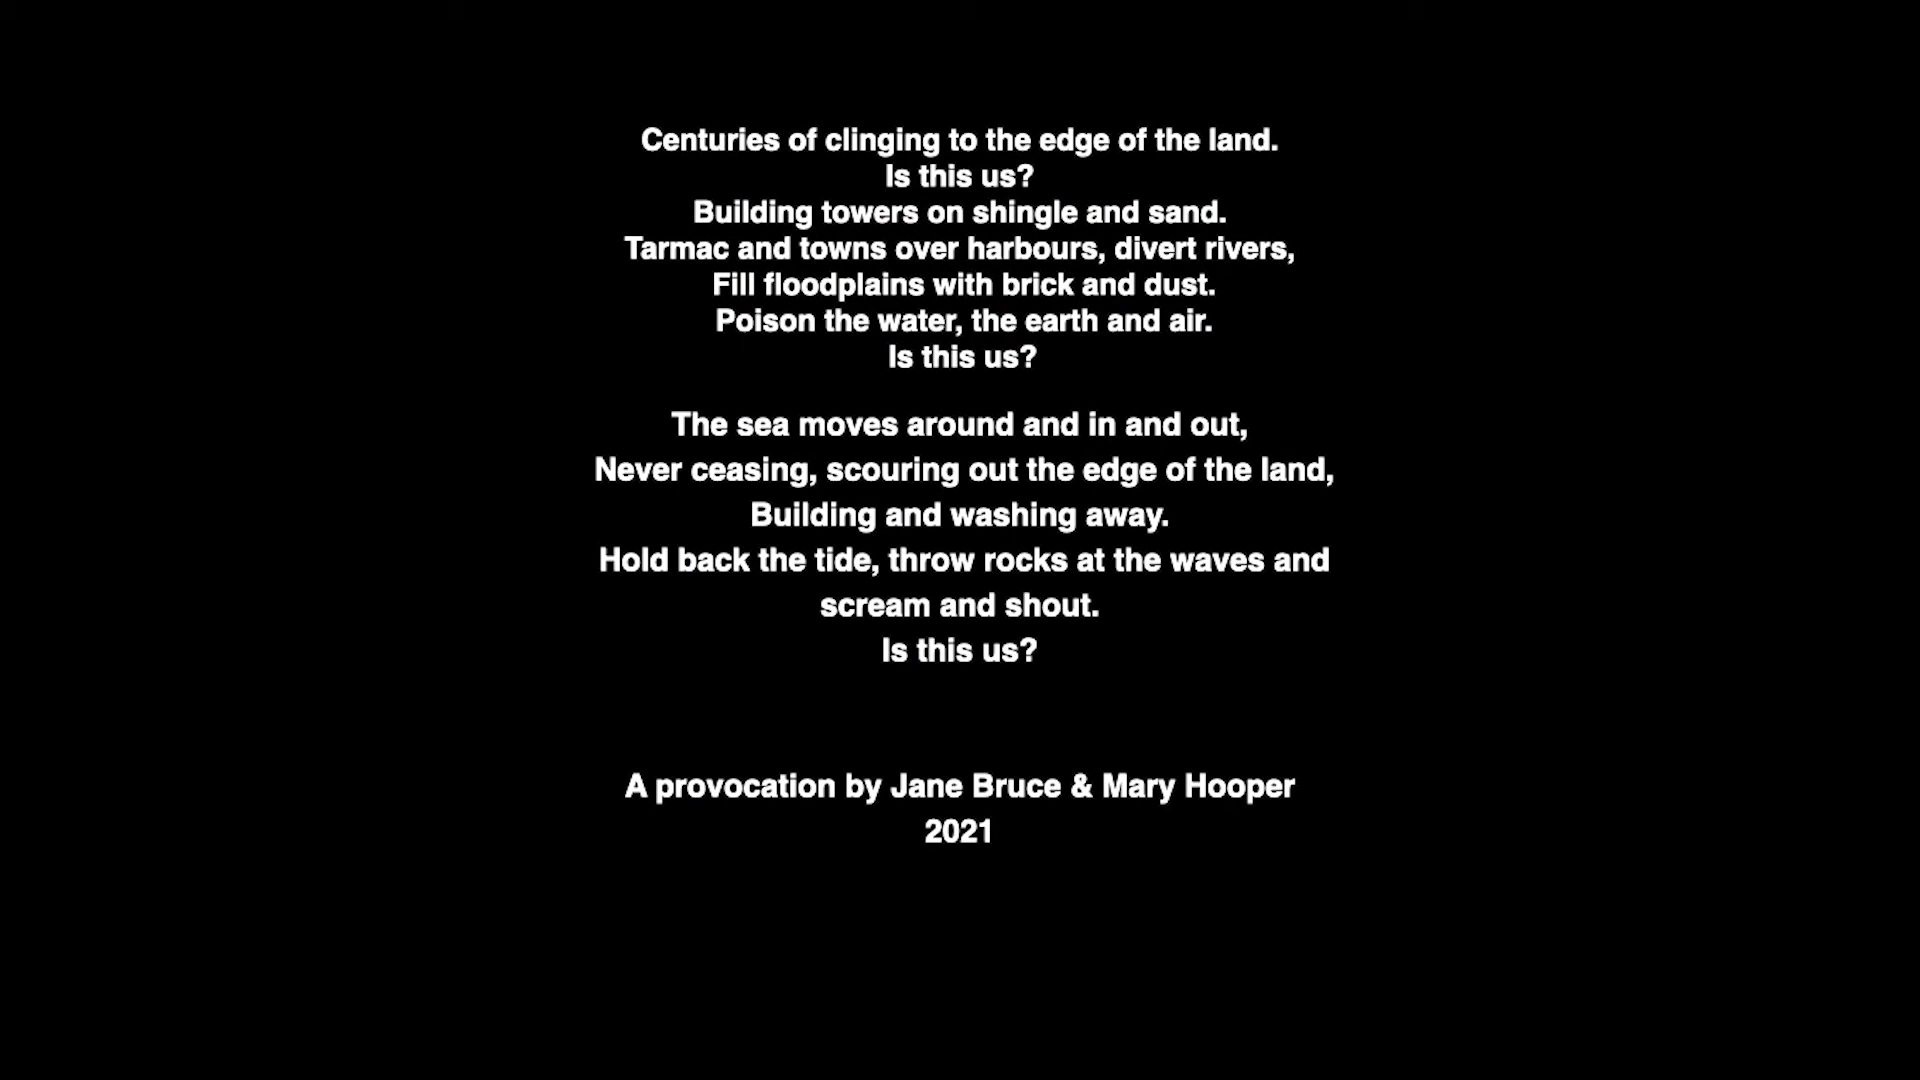 Centuries of clinging to the edge of the land.
Is this us?
Building towers on shingle and sand.
Tarmac and towns over harbours, divert rivers,
Fill floodplains with brick and dust.
Poison the water, the earth and air.
Is this us?
The sea moves around and in and out,
Never ceasing, scouring out the edge of the land,
Building and washing away.
Hold back the tide, throw rocks at the waves and
scream and shout.
Is this us?
A provocation by Jane Bruce & Mary Hooper
2021